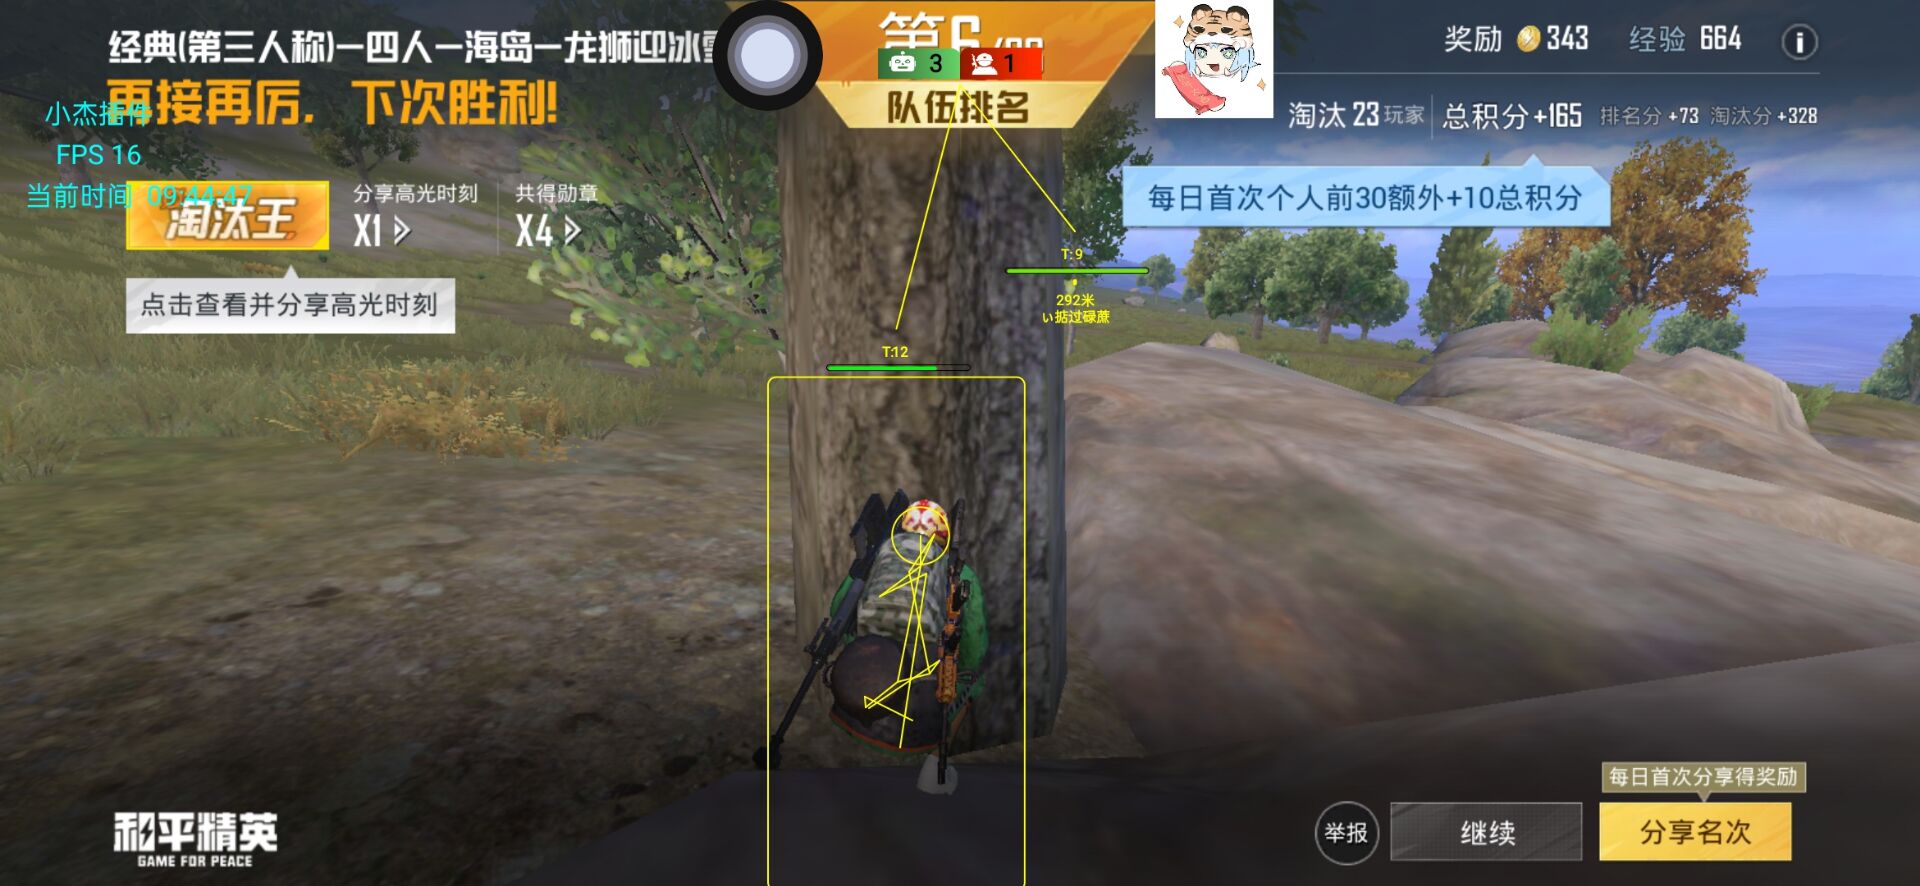 经典(第三人称)—四人—海岛—龙狮迎冰雪
再接再厉，下次胜利!
小杰插件
FPS 16
当前时间 09:44:47
淘汰王
分享高光时刻
X1
共得勋章
X4
点击查看并分享高光时刻
第6
3
1
队伍排名
奖励 343 经验 664
淘汰 23 玩家 总积分+165 排名分 +73 淘汰分 +328
每日首次个人前30额外+10总积分
T:9
292米
ぃ掂过碌蔗
T:12
和平精英
GAME FOR PEACE
每日首次分享得奖励
举报
继续
分享名次